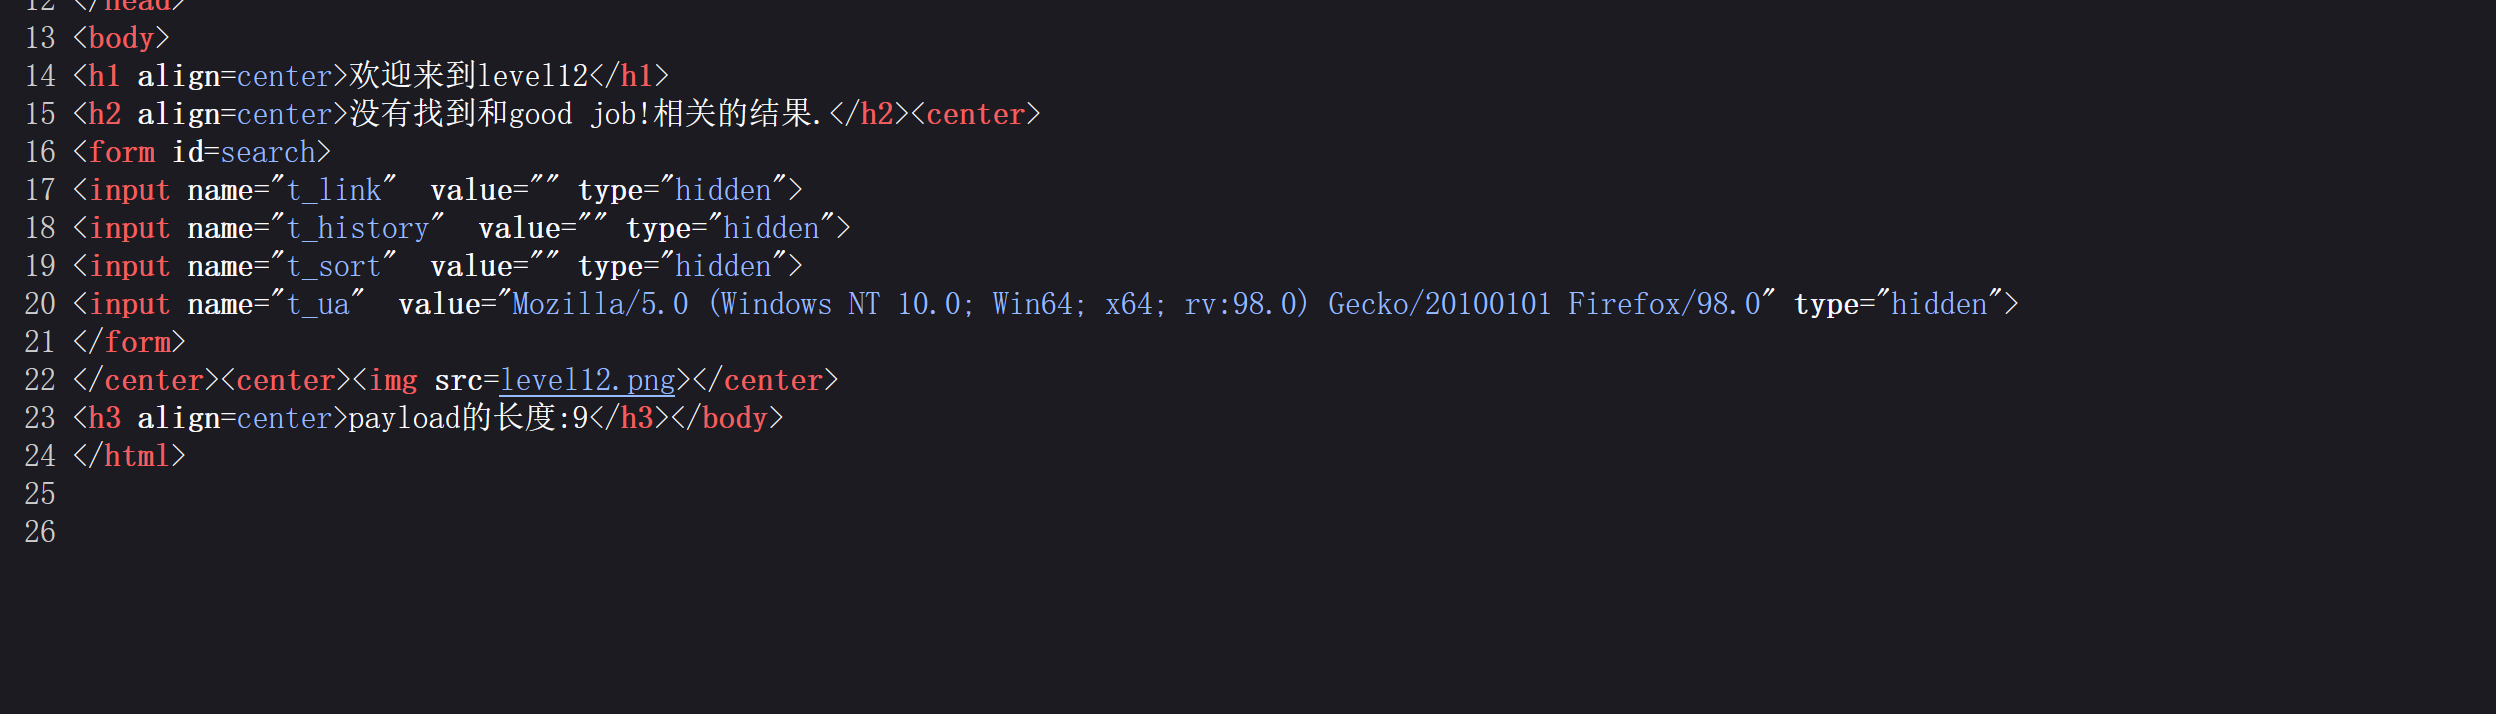 12 </head>
13 <body>
14 <h1 align=center>欢迎来到level12</h1>
15 <h2 align=center>没有找到和good job!相关的结果.</h2><center>
16 <form id=search>
17 <input name="t_link"  value="" type="hidden">
18 <input name="t_history"  value="" type="hidden">
19 <input name="t_sort"  value="" type="hidden">
20 <input name="t_ua"  value="Mozilla/5.0 (Windows NT 10.0; Win64; x64; rv:98.0) Gecko/20100101 Firefox/98.0" type="hidden">
21 </form>
22 </center><center><img src=level12.png></center>
23 <h3 align=center>payload的长度:9</h3></body>
24 </html>
25
26